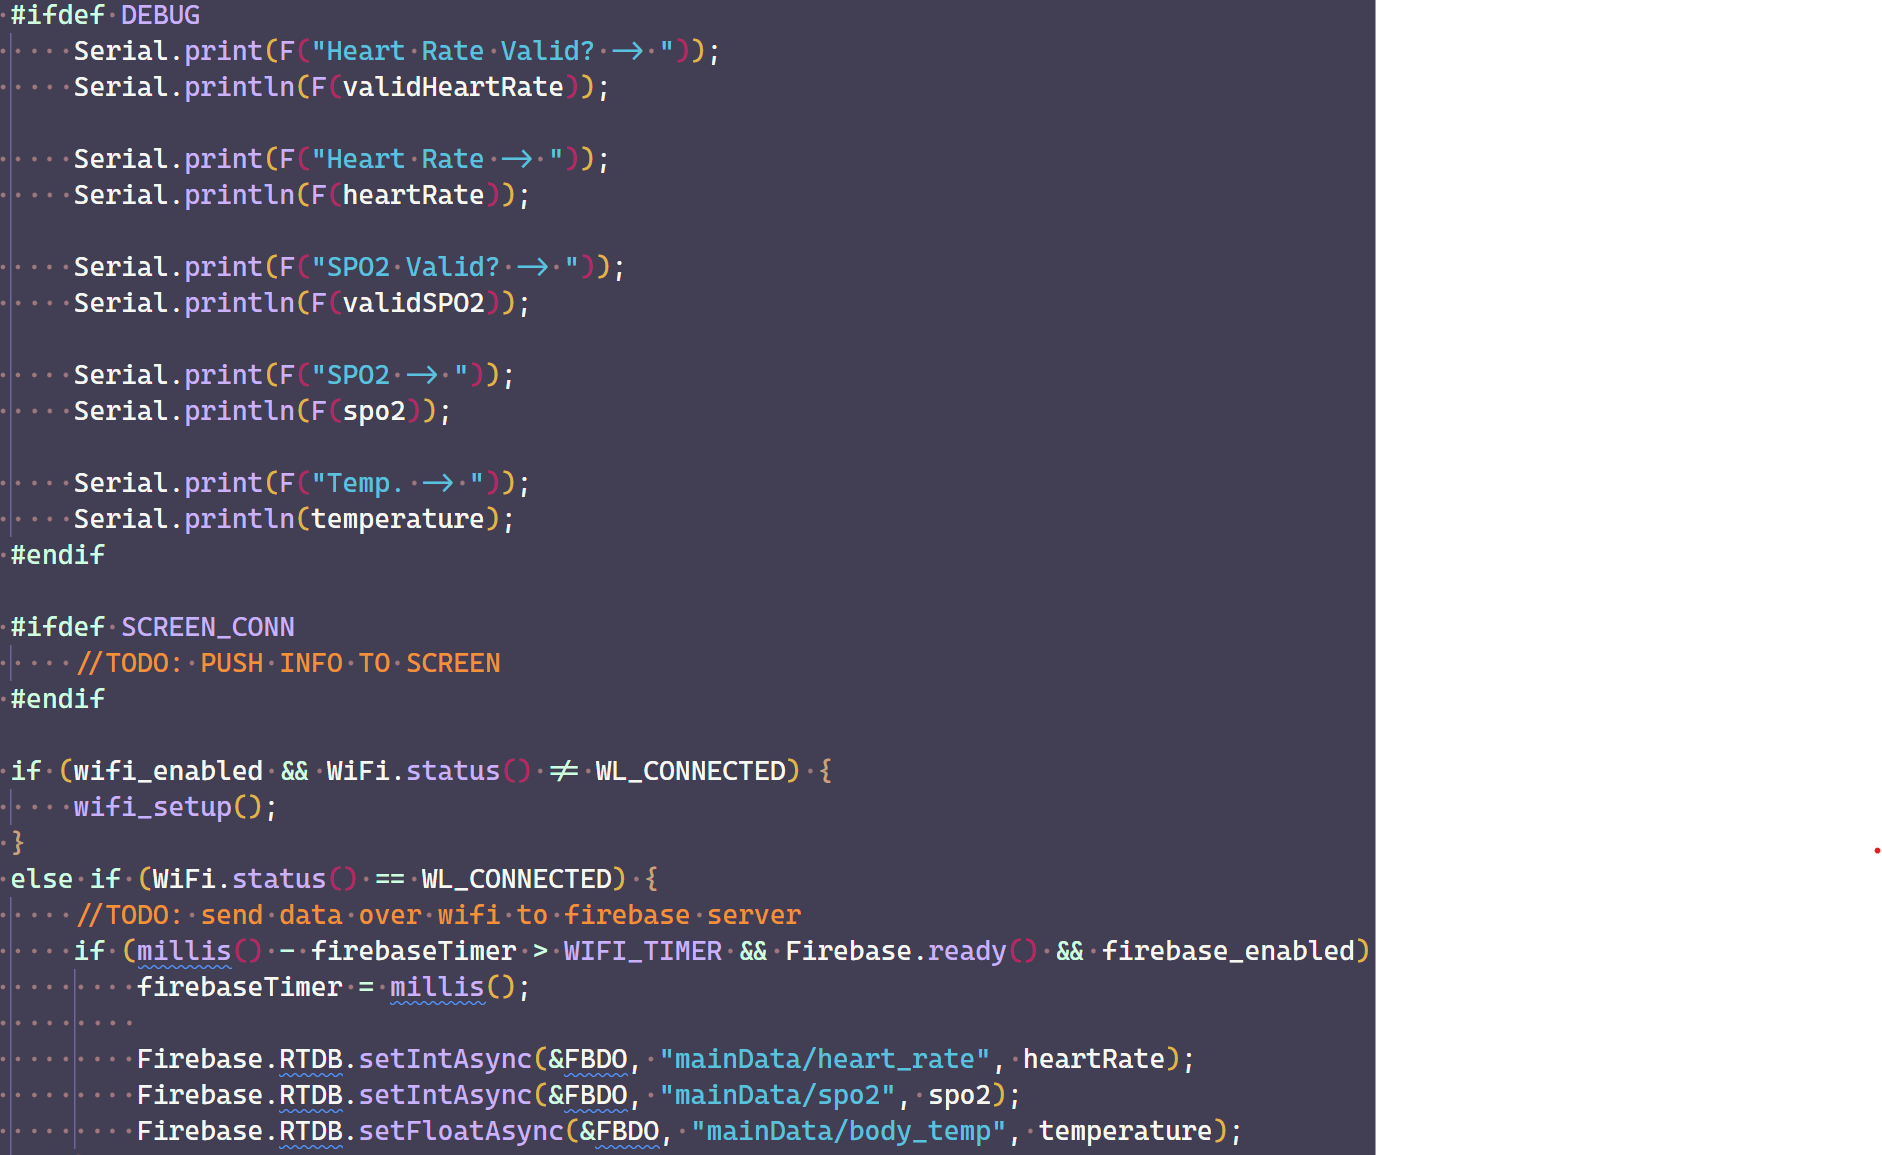 #ifdef DEBUG
Serial.print(F("Heart Rate Valid? -> "));
Serial.println(F(validHeartRate));
Serial.print(F("Heart Rate -> "));
Serial.println(F(heartRate));
Serial.print(F("SPO2 Valid? -> "));
Serial.println(F(validSPO2));
Serial.print(F("SPO2 -> "));
Serial.println(F(spo2));
Serial.print(F("Temp. -> "));
Serial.println(temperature);
#endif
#ifdef SCREEN_CONN
//TODO: PUSH INFO TO SCREEN
#endif
if (wifi_enabled && WiFi.status() != WL_CONNECTED) {
wifi_setup();
}
else if (WiFi.status() == WL_CONNECTED) {
//TODO: send data over wifi to firebase server
if (millis() - firebaseTimer > WIFI_TIMER && Firebase.ready() && firebase_enabled)
firebaseTimer = millis();
Firebase.RTDB.setIntAsync(&FBDO, "mainData/heart_rate", heartRate);
Firebase.RTDB.setIntAsync(&FBDO, "mainData/spo2", spo2);
Firebase.RTDB.setFloatAsync(&FBDO, "mainData/body_temp", temperature);